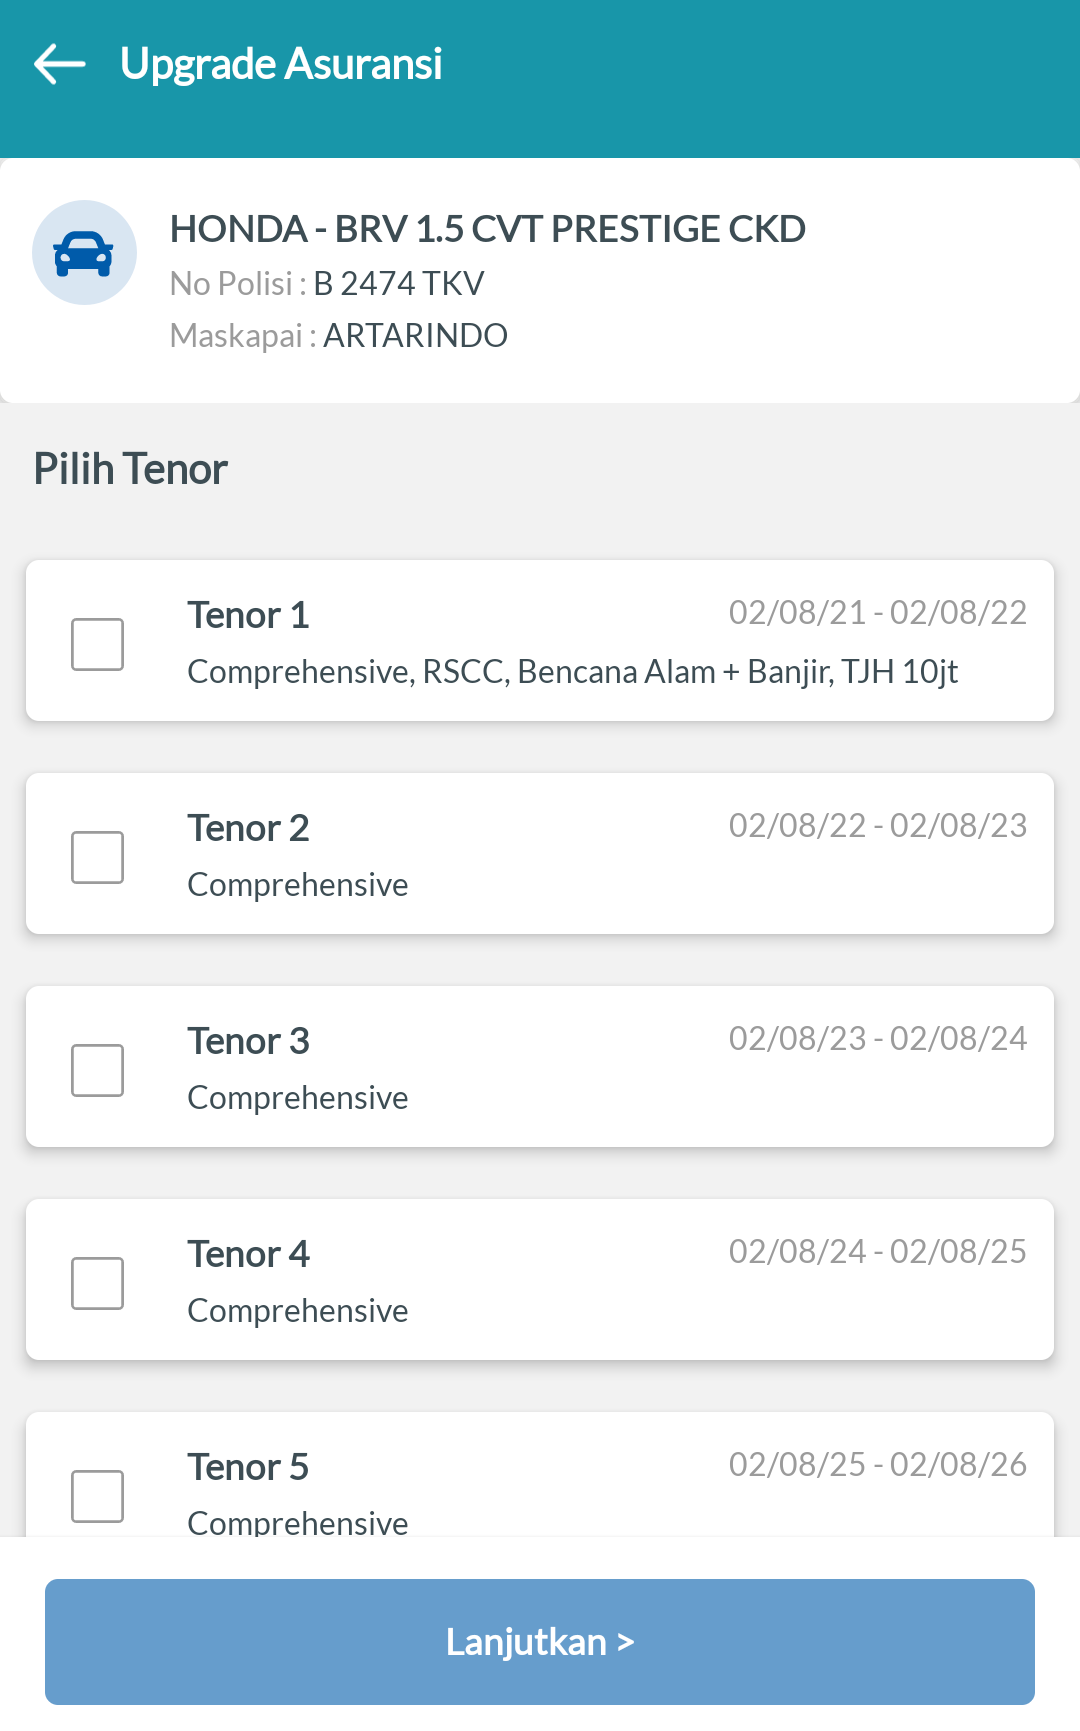 Upgrade Asuransi
HONDA - BRV 1.5 CVT PRESTIGE CKD
No Polisi : B 2474 TKV
Maskapai : ARTARINDO
Pilih Tenor
Tenor 1
02/08/21 - 02/08/22
Comprehensive, RSCC, Bencana Alam + Banjir, TJH 10jt
Tenor 2
02/08/22 - 02/08/23
Comprehensive
Tenor 3
02/08/23 - 02/08/24
Comprehensive
Tenor 4
02/08/24 - 02/08/25
Comprehensive
Tenor 5
02/08/25 - 02/08/26
Comprehensive
Lanjutkan >